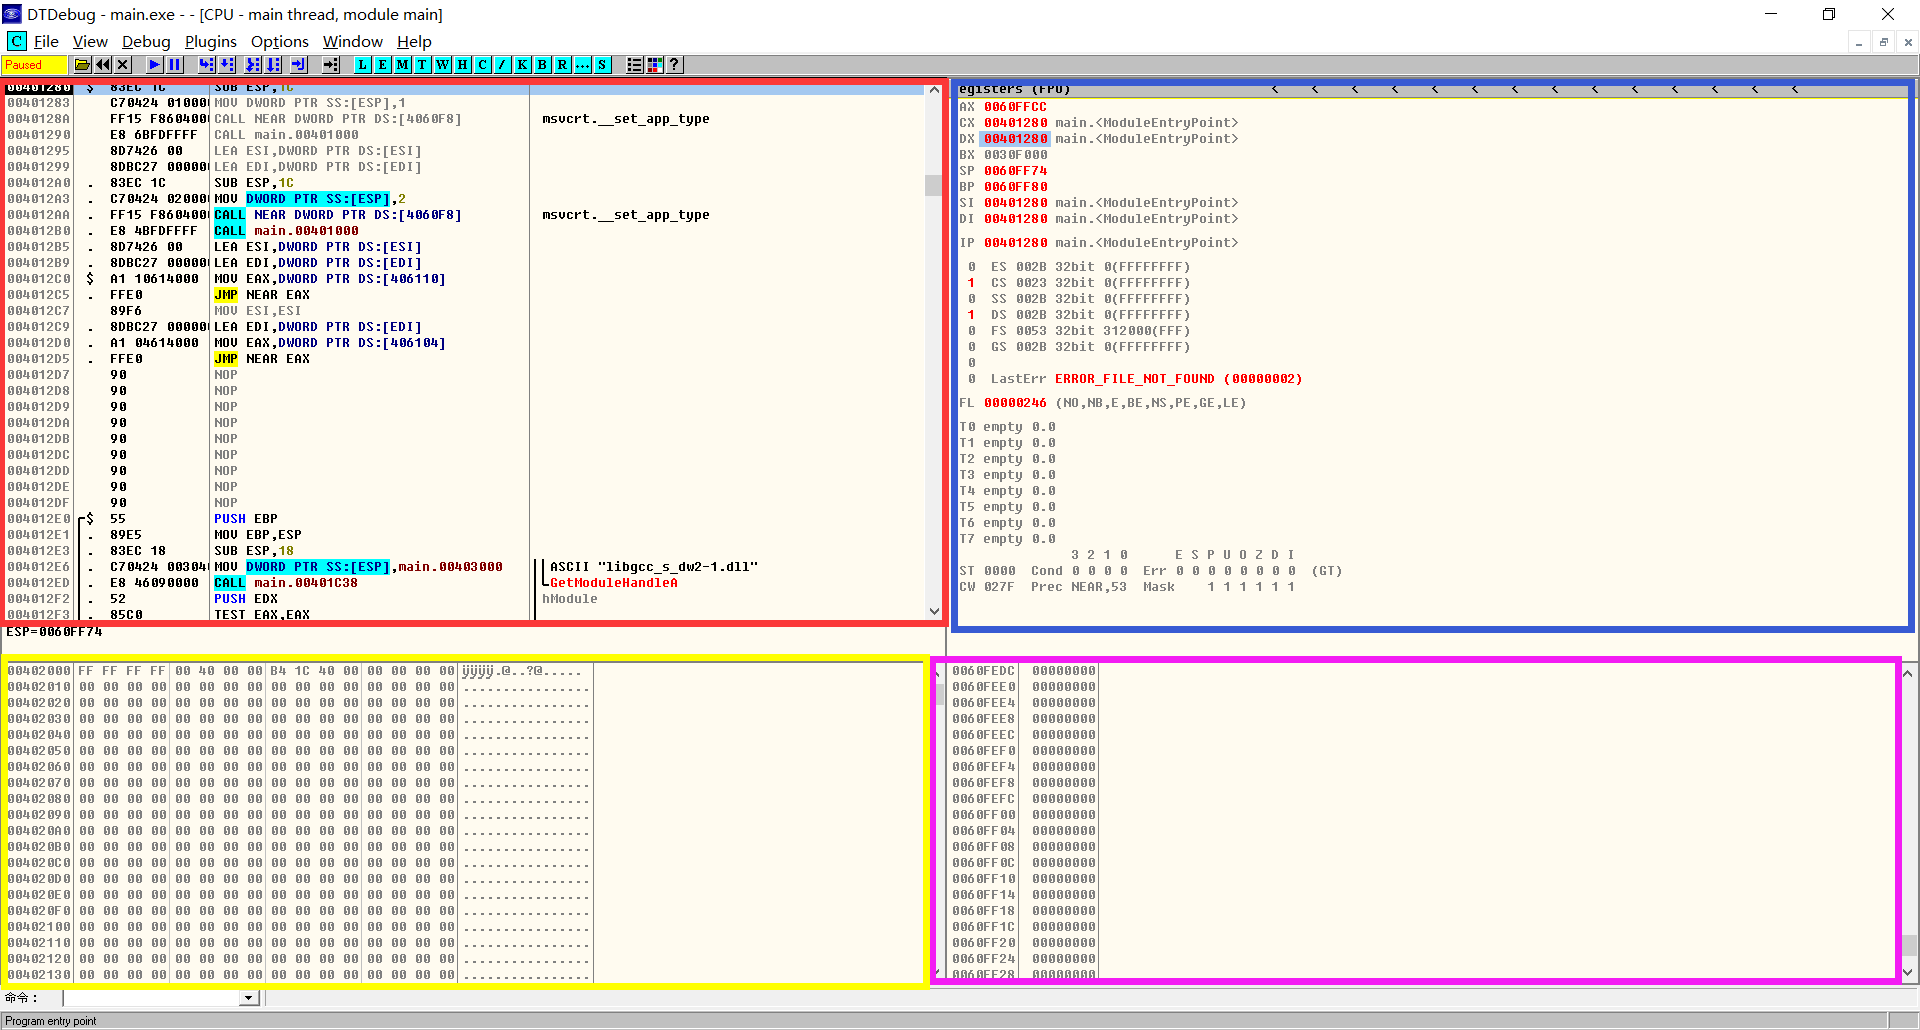 DTDebug - main.exe - - [CPU - main thread, module main]
C File View Debug Plugins Options Window Help
Paused L E M T W H C / K B R ... S ?
00401280 $ 83EC 1C SUB ESP,1C
00401283 C70424 01000 MOV DWORD PTR SS:[ESP],1
0040128A FF15 F860400 CALL NEAR DWORD PTR DS:[4060F8] msvcrt.__set_app_type
00401290 E8 6BFDFFFF CALL main.00401000
00401295 8D7426 00 LEA ESI,DWORD PTR DS:[ESI]
00401299 8DBC27 00000 LEA EDI,DWORD PTR DS:[EDI]
004012A0 . 83EC 1C SUB ESP,1C
004012A3 . C70424 02000 MOV DWORD PTR SS:[ESP],2
004012AA . FF15 F860400 CALL NEAR DWORD PTR DS:[4060F8] msvcrt.__set_app_type
004012B0 . E8 4BFDFFFF CALL main.00401000
004012B5 . 8D7426 00 LEA ESI,DWORD PTR DS:[ESI]
004012B9 . 8DBC27 00000 LEA EDI,DWORD PTR DS:[EDI]
004012C0 $ A1 10614000 MOV EAX,DWORD PTR DS:[406110]
004012C5 . FFE0 JMP NEAR EAX
004012C7 89F6 MOV ESI,ESI
004012C9 . 8DBC27 00000 LEA EDI,DWORD PTR DS:[EDI]
004012D0 . A1 04614000 MOV EAX,DWORD PTR DS:[406104]
004012D5 . FFE0 JMP NEAR EAX
004012D7 90 NOP
004012D8 90 NOP
004012D9 90 NOP
004012DA 90 NOP
004012DB 90 NOP
004012DC 90 NOP
004012DD 90 NOP
004012DE 90 NOP
004012DF 90 NOP
004012E0 $ 55 PUSH EBP
004012E1 . 89E5 MOV EBP,ESP
004012E3 . 83EC 18 SUB ESP,18
004012E6 . C70424 00304 MOV DWORD PTR SS:[ESP],main.00403000 ASCII "libgcc_s_dw2-1.dll"
004012ED . E8 46090000 CALL main.00401C38 GetModuleHandleA
004012F2 . 52 PUSH EDX hModule
004012F3 . 85C0 TEST EAX,EAX
ESP=0060FF74
egisters (FPU) < < < < < < < < < < < < < <
AX 0060FFCC
CX 00401280 main.<ModuleEntryPoint>
DX 00401280 main.<ModuleEntryPoint>
BX 0030F000
SP 0060FF74
BP 0060FF80
SI 00401280 main.<ModuleEntryPoint>
DI 00401280 main.<ModuleEntryPoint>
IP 00401280 main.<ModuleEntryPoint>
0 ES 002B 32bit 0(FFFFFFFF)
1 CS 0023 32bit 0(FFFFFFFF)
0 SS 002B 32bit 0(FFFFFFFF)
1 DS 002B 32bit 0(FFFFFFFF)
0 FS 0053 32bit 312000(FFF)
0 GS 002B 32bit 0(FFFFFFFF)
0
0 LastErr ERROR_FILE_NOT_FOUND (00000002)
FL 00000246 (NO,NB,E,BE,NS,PE,GE,LE)
T0 empty 0.0
T1 empty 0.0
T2 empty 0.0
T3 empty 0.0
T4 empty 0.0
T5 empty 0.0
T6 empty 0.0
T7 empty 0.0
3 2 1 0 E S P U O Z D I
ST 0000 Cond 0 0 0 0 Err 0 0 0 0 0 0 0 0 (GT)
CW 027F Prec NEAR,53 Mask 1 1 1 1 1 1
00402000 FF FF FF FF 00 40 00 00 B4 1C 40 00 00 00 00 00 ÿÿÿÿ.@..?@.....
00402010 00 00 00 00 00 00 00 00 00 00 00 00 00 00 00 00 ................
00402020 00 00 00 00 00 00 00 00 00 00 00 00 00 00 00 00 ................
00402030 00 00 00 00 00 00 00 00 00 00 00 00 00 00 00 00 ................
00402040 00 00 00 00 00 00 00 00 00 00 00 00 00 00 00 00 ................
00402050 00 00 00 00 00 00 00 00 00 00 00 00 00 00 00 00 ................
00402060 00 00 00 00 00 00 00 00 00 00 00 00 00 00 00 00 ................
00402070 00 00 00 00 00 00 00 00 00 00 00 00 00 00 00 00 ................
00402080 00 00 00 00 00 00 00 00 00 00 00 00 00 00 00 00 ................
00402090 00 00 00 00 00 00 00 00 00 00 00 00 00 00 00 00 ................
004020A0 00 00 00 00 00 00 00 00 00 00 00 00 00 00 00 00 ................
004020B0 00 00 00 00 00 00 00 00 00 00 00 00 00 00 00 00 ................
004020C0 00 00 00 00 00 00 00 00 00 00 00 00 00 00 00 00 ................
004020D0 00 00 00 00 00 00 00 00 00 00 00 00 00 00 00 00 ................
004020E0 00 00 00 00 00 00 00 00 00 00 00 00 00 00 00 00 ................
004020F0 00 00 00 00 00 00 00 00 00 00 00 00 00 00 00 00 ................
00402100 00 00 00 00 00 00 00 00 00 00 00 00 00 00 00 00 ................
00402110 00 00 00 00 00 00 00 00 00 00 00 00 00 00 00 00 ................
00402120 00 00 00 00 00 00 00 00 00 00 00 00 00 00 00 00 ................
00402130 00 00 00 00 00 00 00 00 00 00 00 00 00 00 00 00 ................
0060FEDC 00000000
0060FEE0 00000000
0060FEE4 00000000
0060FEE8 00000000
0060FEEC 00000000
0060FEF0 00000000
0060FEF4 00000000
0060FEF8 00000000
0060FEFC 00000000
0060FF00 00000000
0060FF04 00000000
0060FF08 00000000
0060FF0C 00000000
0060FF10 00000000
0060FF14 00000000
0060FF18 00000000
0060FF1C 00000000
0060FF20 00000000
0060FF24 00000000
0060FF28 00000000
命令：
Program entry point